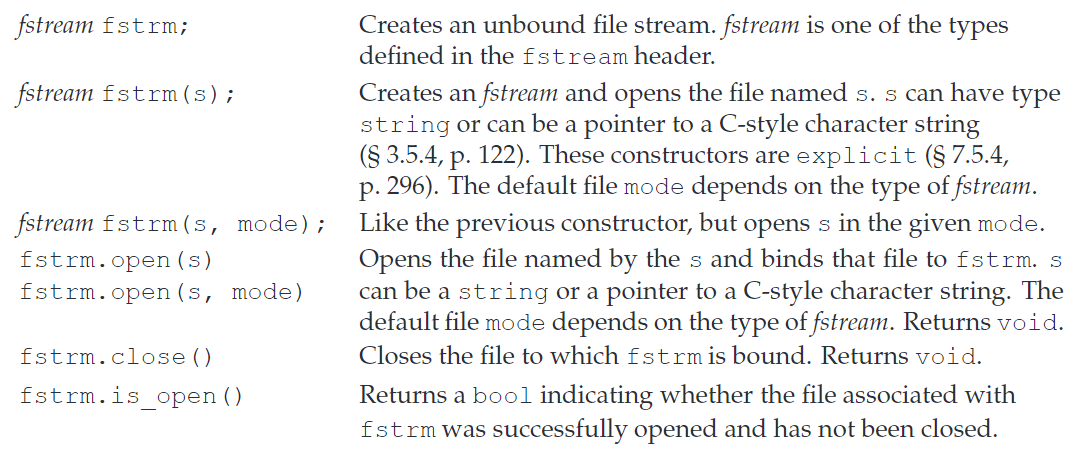 fstream fstrm; Creates an unbound file stream. fstream is one of the types
defined in the fstream header.
fstream fstrm(s); Creates an fstream and opens the file named s. s can have type
string or can be a pointer to a C-style character string
(§ 3.5.4, p. 122). These constructors are explicit (§ 7.5.4,
p. 296). The default file mode depends on the type of fstream.
fstream fstrm(s, mode); Like the previous constructor, but opens s in the given mode.
fstrm.open(s) Opens the file named by the s and binds that file to fstrm. s
fstrm.open(s, mode) can be a string or a pointer to a C-style character string. The
default file mode depends on the type of fstream. Returns void.
fstrm.close() Closes the file to which fstrm is bound. Returns void.
fstrm.is_open() Returns a bool indicating whether the file associated with
fstrm was successfully opened and has not been closed.